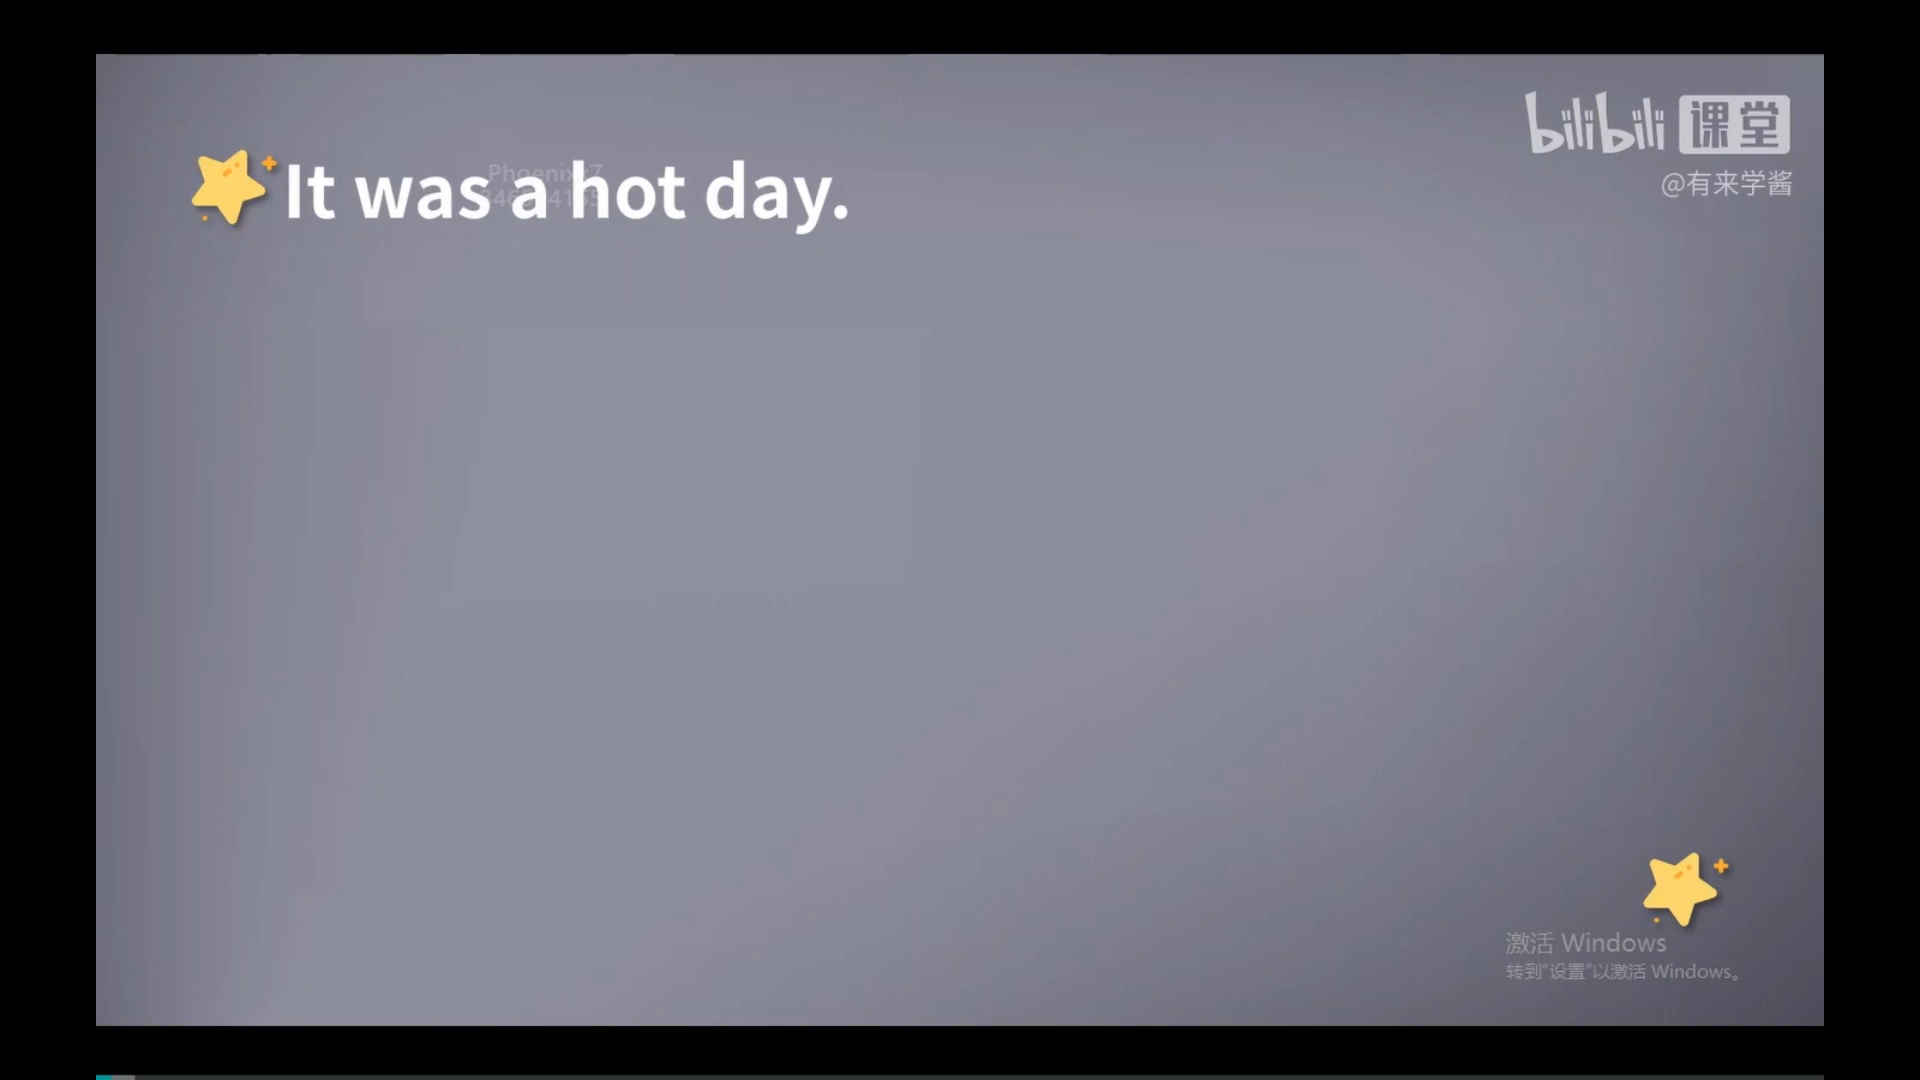 bilibili 课堂
@有来学酱
It was a hot day.
激活 Windows
转到"设置"以激活 Windows。